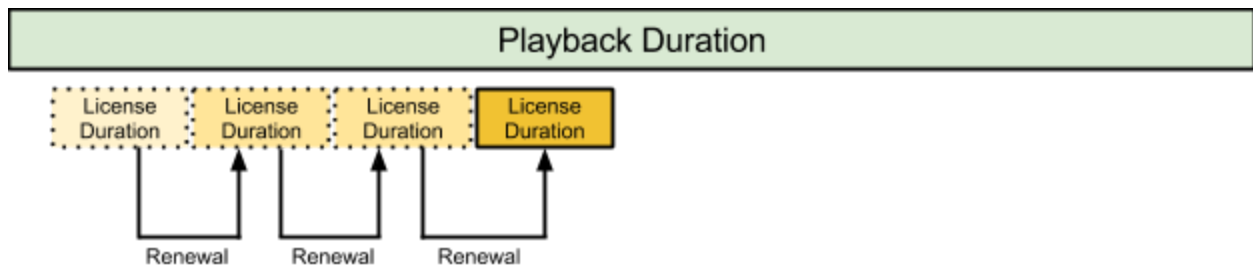 Playback Duration
License License License License
Duration Duration Duration Duration
Renewal Renewal Renewal